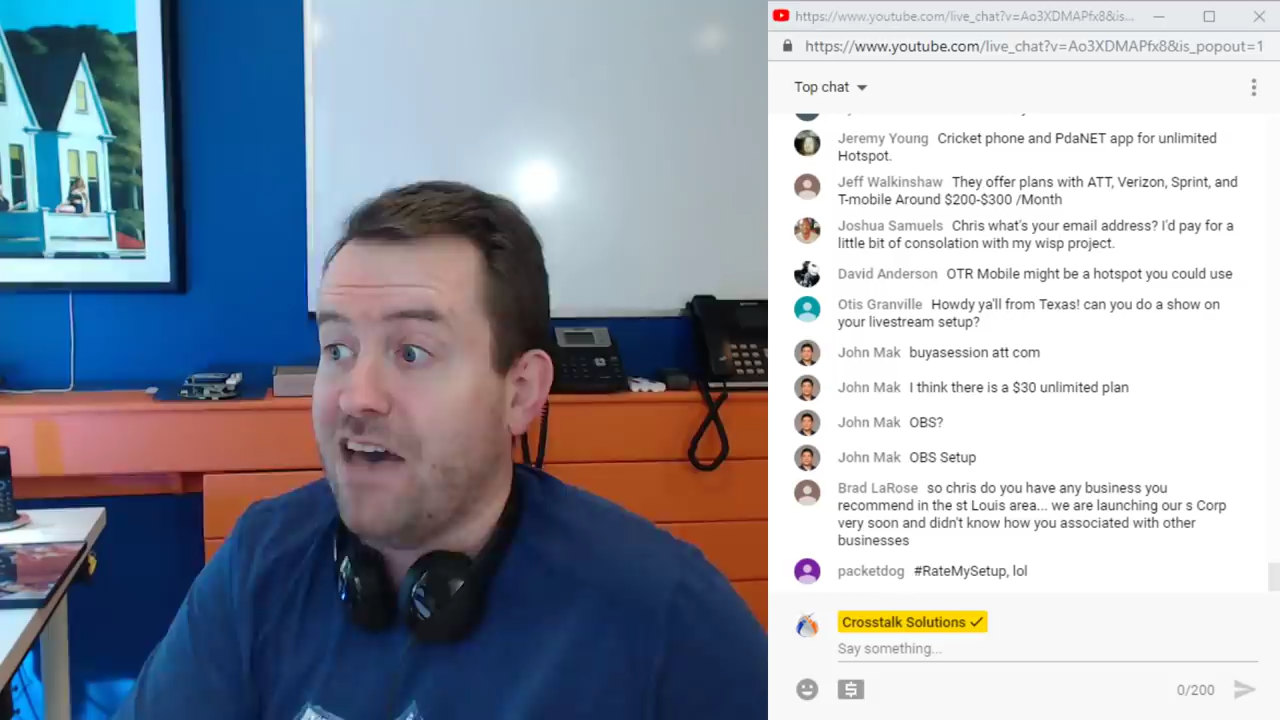 https://www.youtube.com/live_chat?v=Ao3XDMAPfx8&is...
https://www.youtube.com/live_chat?v=Ao3XDMAPfx8&is_popout=1
Top chat
Jeremy Young Cricket phone and PdaNET app for unlimited
Hotspot.
Jeff Walkinshaw They offer plans with ATT, Verizon, Sprint, and
T-mobile Around $200-$300 /Month
Joshua Samuels Chris what's your email address? I'd pay for a
little bit of consolation with my wisp project.
David Anderson OTR Mobile might be a hotspot you could use
Otis Granville Howdy ya'll from Texas! can you do a show on
your livestream setup?
John Mak buyasession att com
John Mak I think there is a $30 unlimited plan
John Mak OBS?
John Mak OBS Setup
Brad LaRose so chris do you have any business you
recommend in the st Louis area... we are launching our s Corp
very soon and didn't know how you associated with other
businesses
packetdog #RateMySetup, lol
Crosstalk Solutions
Say something...
0/200